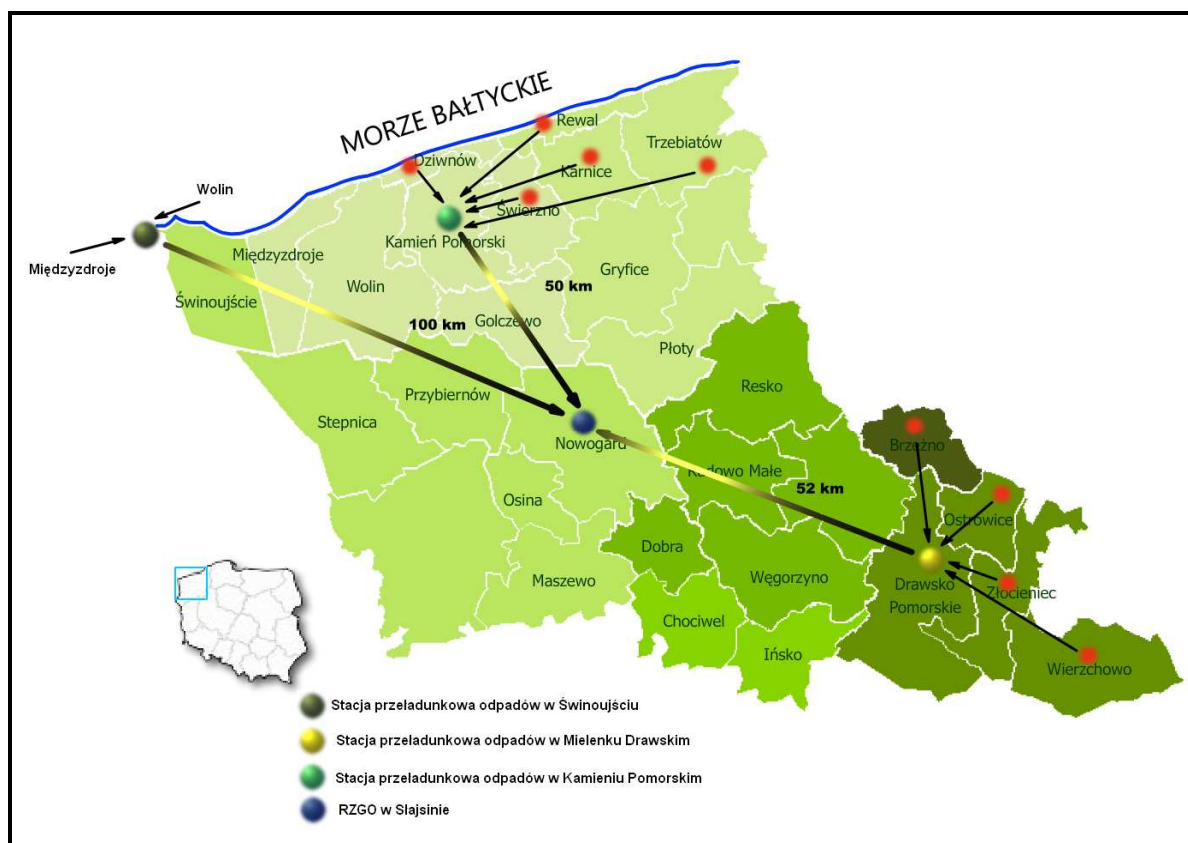 MORZE BAŁTYCKIE
Rewal
Trzebiatów
Dziwnów
Karnice
Wolin
Świerzno
Kamień Pomorski
Międzyzdroje
Międzyzdroje
Gryfice
Świnoujście
Wolin
50 km
Golczewo
100 km
Płoty
Resko
Przybiernów
Stepnica
Nowogard
Brzeżno
Radowo Małe
52 km
Osina
Ostrowice
Dobra
Maszewo
Węgorzyno
Drawsko
Pomorskie
Złocieniec
Chociwel
Ińsko
Wierzchowo
Stacja przeładunkowa odpadów w Świnoujściu
Stacja przeładunkowa odpadów w Mielenku Drawskim
Stacja przeładunkowa odpadów w Kamieniu Pomorskim
RZGO w Słajsinie